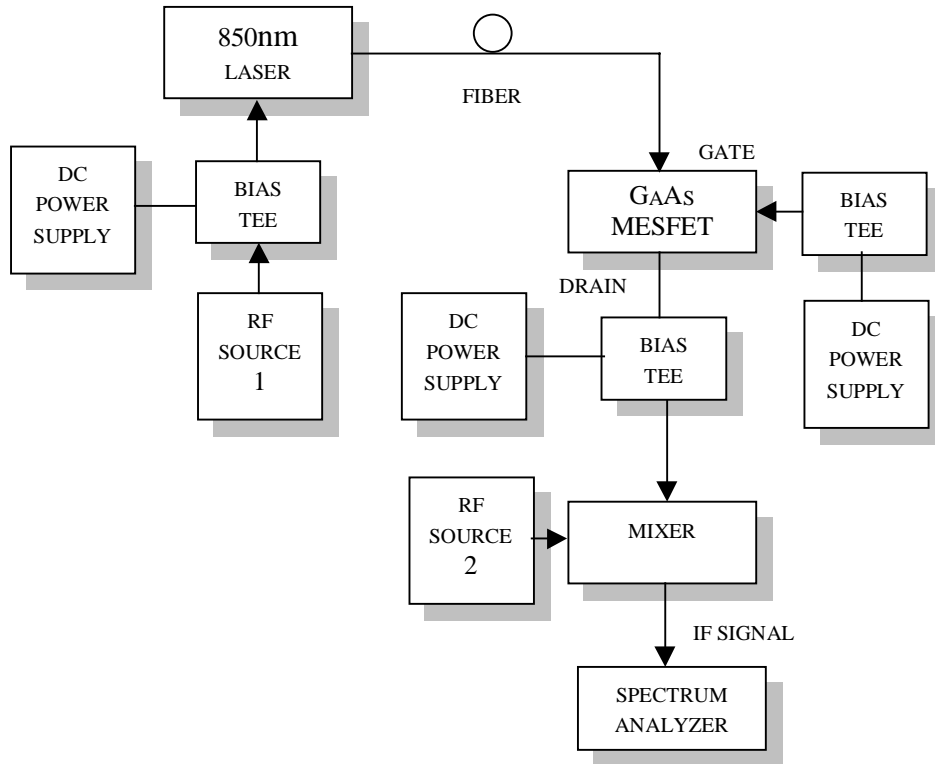 850nm
LASER
FIBER
GATE
DC
POWER
SUPPLY
BIAS
TEE
GAAS
MESFET
BIAS
TEE
DRAIN
RF
SOURCE
1
DC
POWER
SUPPLY
BIAS
TEE
DC
POWER
SUPPLY
RF
SOURCE
2
MIXER
IF SIGNAL
SPECTRUM
ANALYZER